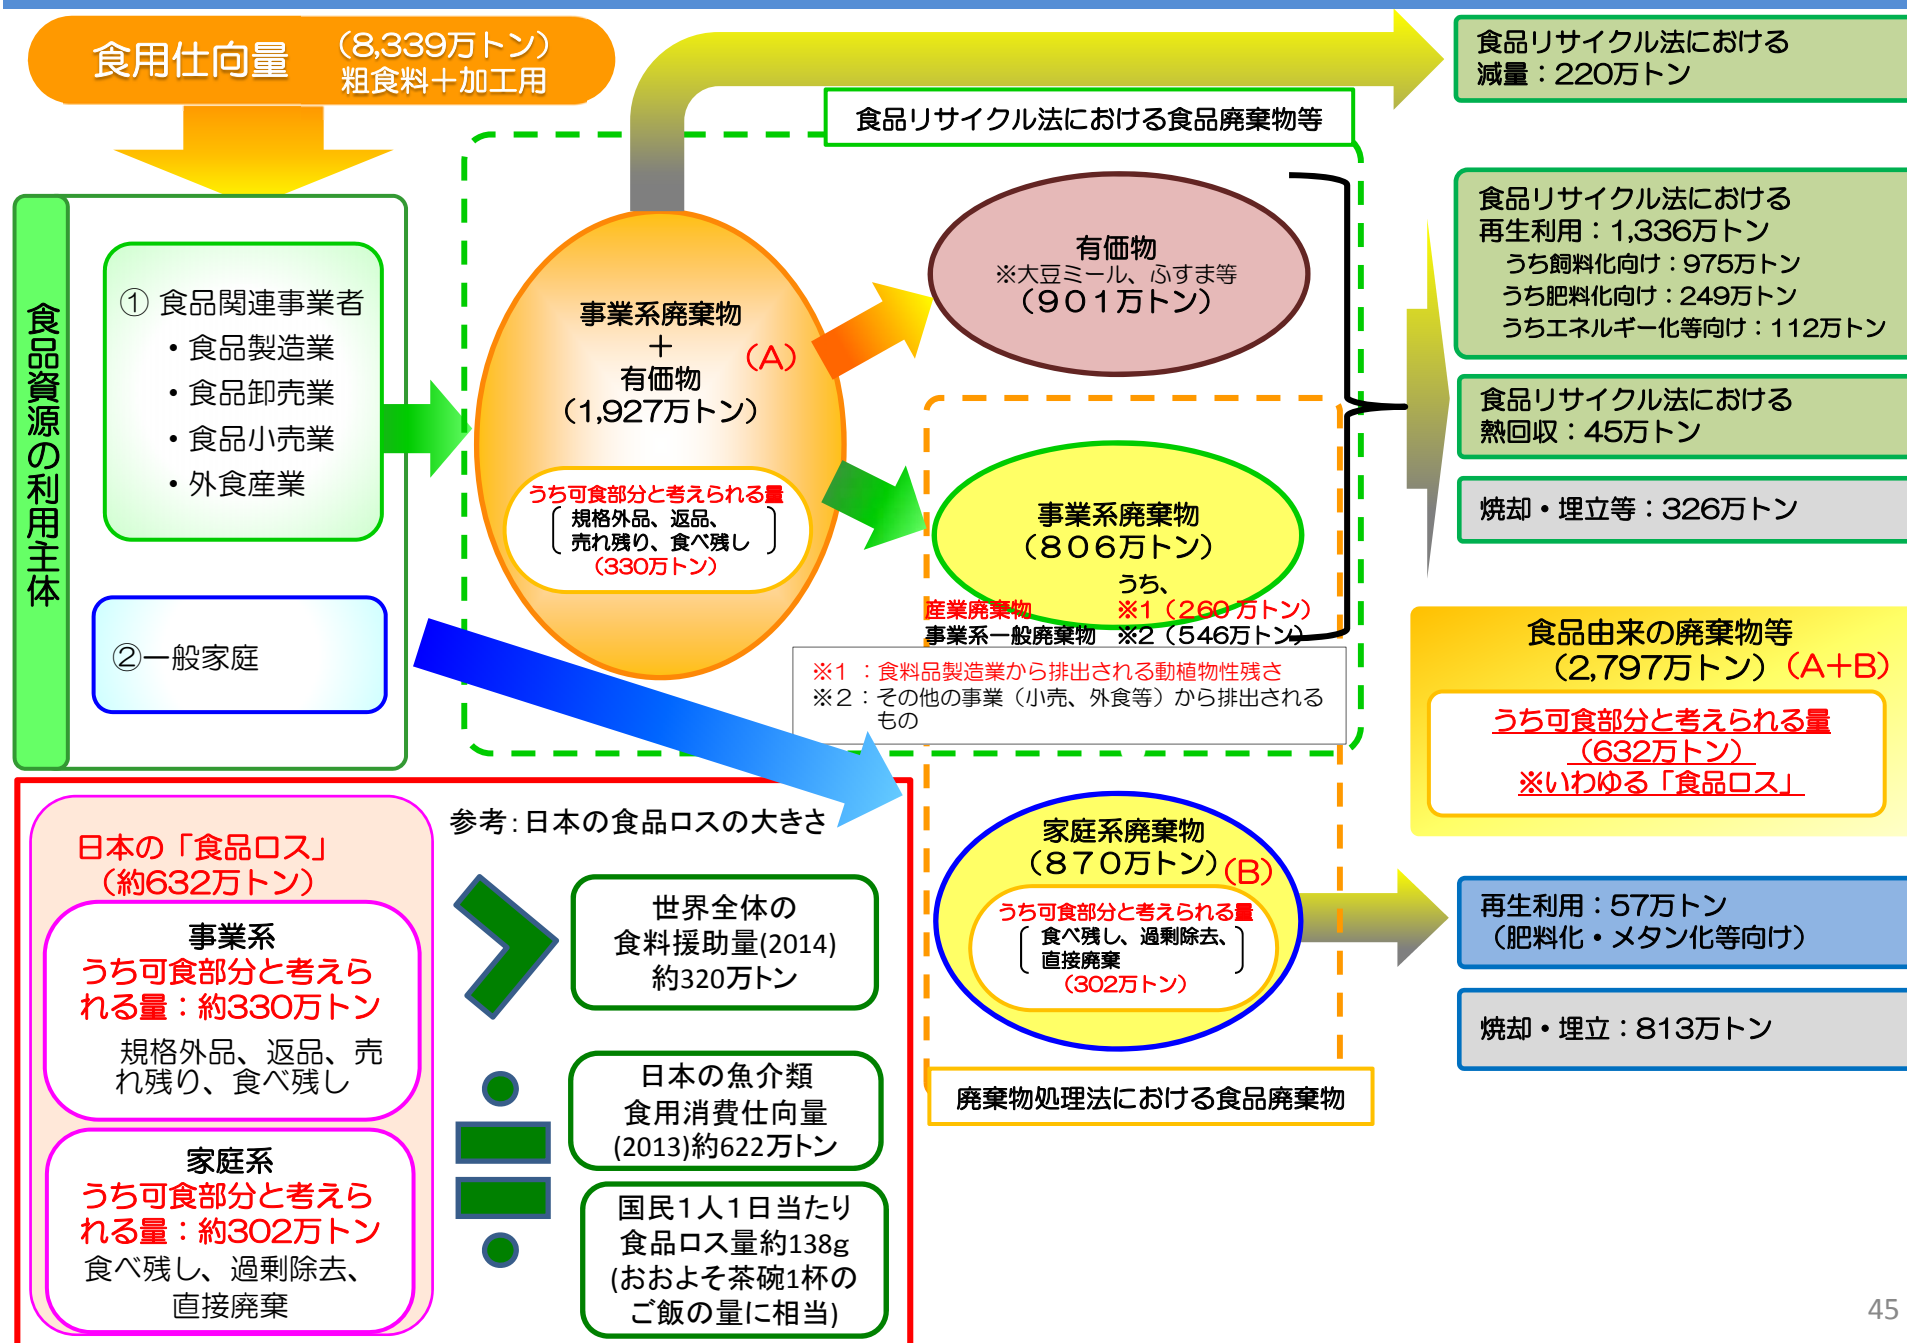 食用仕向量
（8,339万トン）
粗食料＋加工用
食品資源の利用主体
① 食品関連事業者
・食品製造業
・食品卸売業
・食品小売業
・外食産業
②一般家庭
食品リサイクル法における食品廃棄物等
事業系廃棄物
＋
有価物
（1,927万トン）
（A）
うち可食部分と考えられる量
規格外品、返品、
売れ残り、食べ残し
（330万トン）
有価物
※大豆ミール、ふすま等
（９０１万トン）
事業系廃棄物
（８０６万トン）
うち、
産業廃棄物 ※1（260 万トン）
事業系一般廃棄物 ※2（546万トン）
※１：食料品製造業から排出される動植物性残さ
※２：その他の事業（小売、外食等）から排出される
もの
家庭系廃棄物
（８７０万トン）
（B）
うち可食部分と考えられる量
食べ残し、過剰除去、
直接廃棄
（302万トン）
廃棄物処理法における食品廃棄物
食品リサイクル法における
減量：220万トン
食品リサイクル法における
再生利用：1,336万トン
うち飼料化向け：975万トン
うち肥料化向け：249万トン
うちエネルギー化等向け：112万トン
食品リサイクル法における
熱回収：45万トン
焼却・埋立等：326万トン
食品由来の廃棄物等
（2,797万トン）（A＋B）
うち可食部分と考えられる量
（632万トン）
※いわゆる「食品ロス」
再生利用：57万トン
（肥料化・メタン化等向け）
焼却・埋立：813万トン
参考：日本の食品ロスの大きさ
日本の「食品ロス」
（約632万トン）
事業系
うち可食部分と考えら
れる量：約330万トン
規格外品、返品、売
れ残り、食べ残し
家庭系
うち可食部分と考えら
れる量：約302万トン
食べ残し、過剰除去、
直接廃棄
世界全体の
食料援助量(2014)
約320万トン
日本の魚介類
食用消費仕向量
(2013)約622万トン
国民１人１日当たり
食品ロス量約138g
(おおよそ茶碗1杯の
ご飯の量に相当)
45